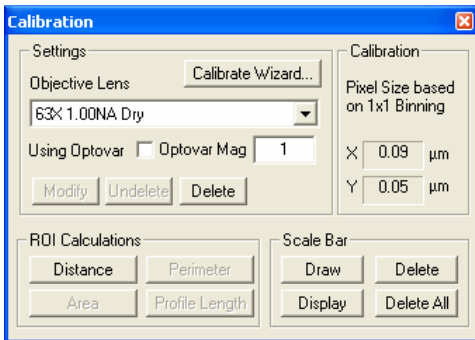 Calibration
Settings
Objective Lens
Calibrate Wizard...
63X 1.00NA Dry
Using Optovar
Optovar Mag
1
Modify
Undelete
Delete
Calibration
Pixel Size based
on 1x1 Binning
X 0.09 µm
Y 0.05 µm
ROI Calculations
Distance
Perimeter
Area
Profile Length
Scale Bar
Draw
Delete
Display
Delete All